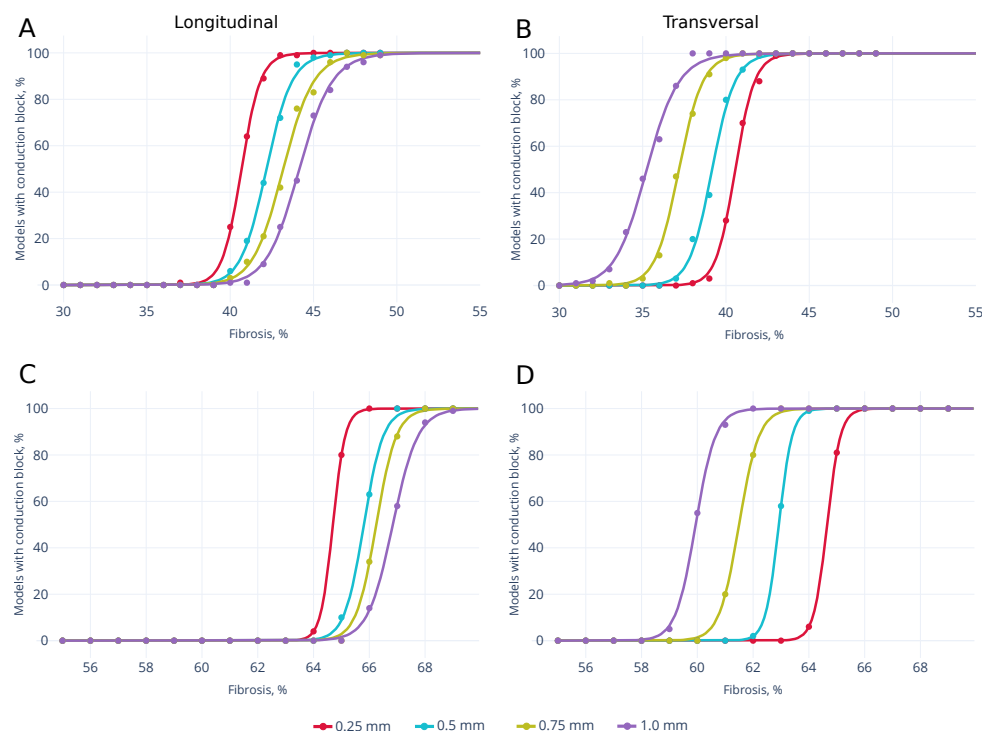 A Longitudinal B Transversal
Models with conduction block, %
100
80
60
40
20
0
30 35 40 45 50 55
Fibrosis, %
Models with conduction block, %
100
80
60
40
20
0
30 35 40 45 50 55
Fibrosis, %
C D
Models with conduction block, %
100
80
60
40
20
0
56 58 60 62 64 66 68
Fibrosis, %
Models with conduction block, %
100
80
60
40
20
0
56 58 60 62 64 66 68
Fibrosis, %
0.25 mm 0.5 mm 0.75 mm 1.0 mm